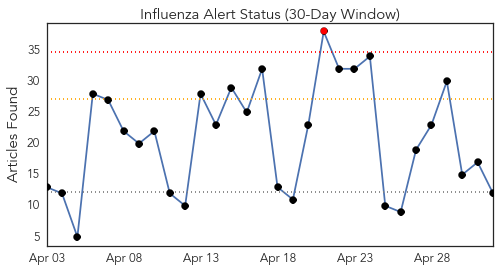 Influenza Alert Status (30-Day Window)
Articles Found
35
30
25
20
15
10
5
Apr 03 Apr 08 Apr 13 Apr 18 Apr 23 Apr 28